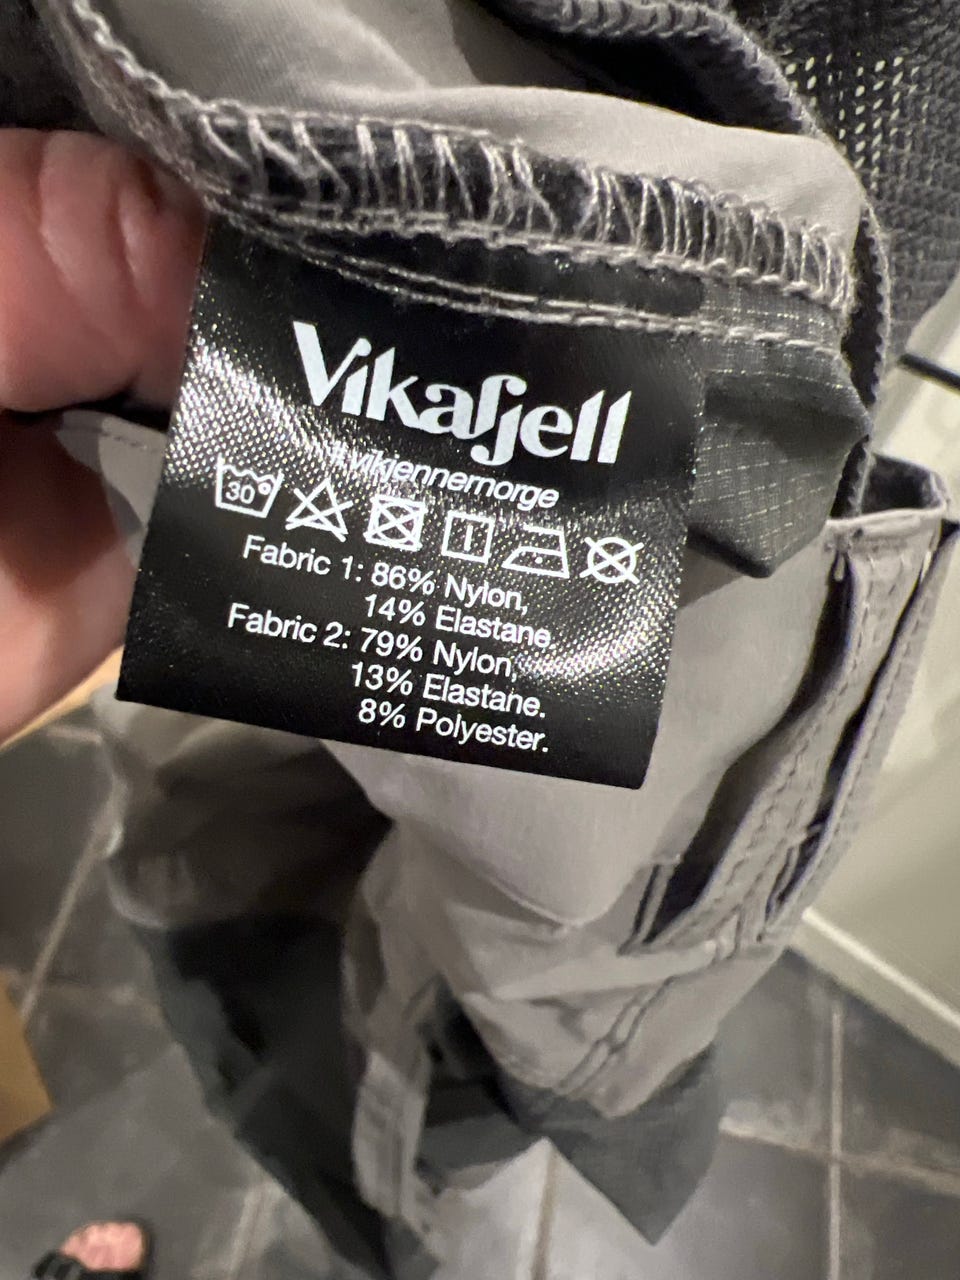 Vikafjell
#vikjennernorge
30°
Fabric 1: 86% Nylon,
14% Elastane.
Fabric 2: 79% Nylon,
13% Elastane.
8% Polyester.